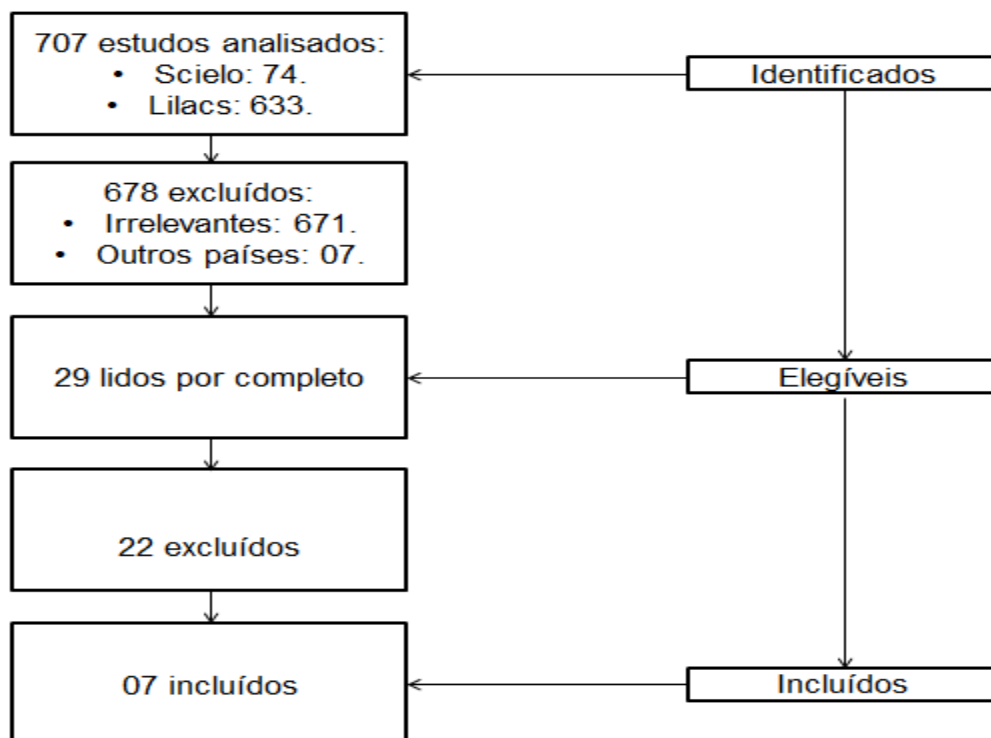 707 estudos analisados:
• Scielo: 74.
• Lilacs: 633.
Identificados
678 excluídos:
• Irrelevantes: 671.
• Outros países: 07.
29 lidos por completo
Elegíveis
22 excluídos
07 incluídos
Incluídos